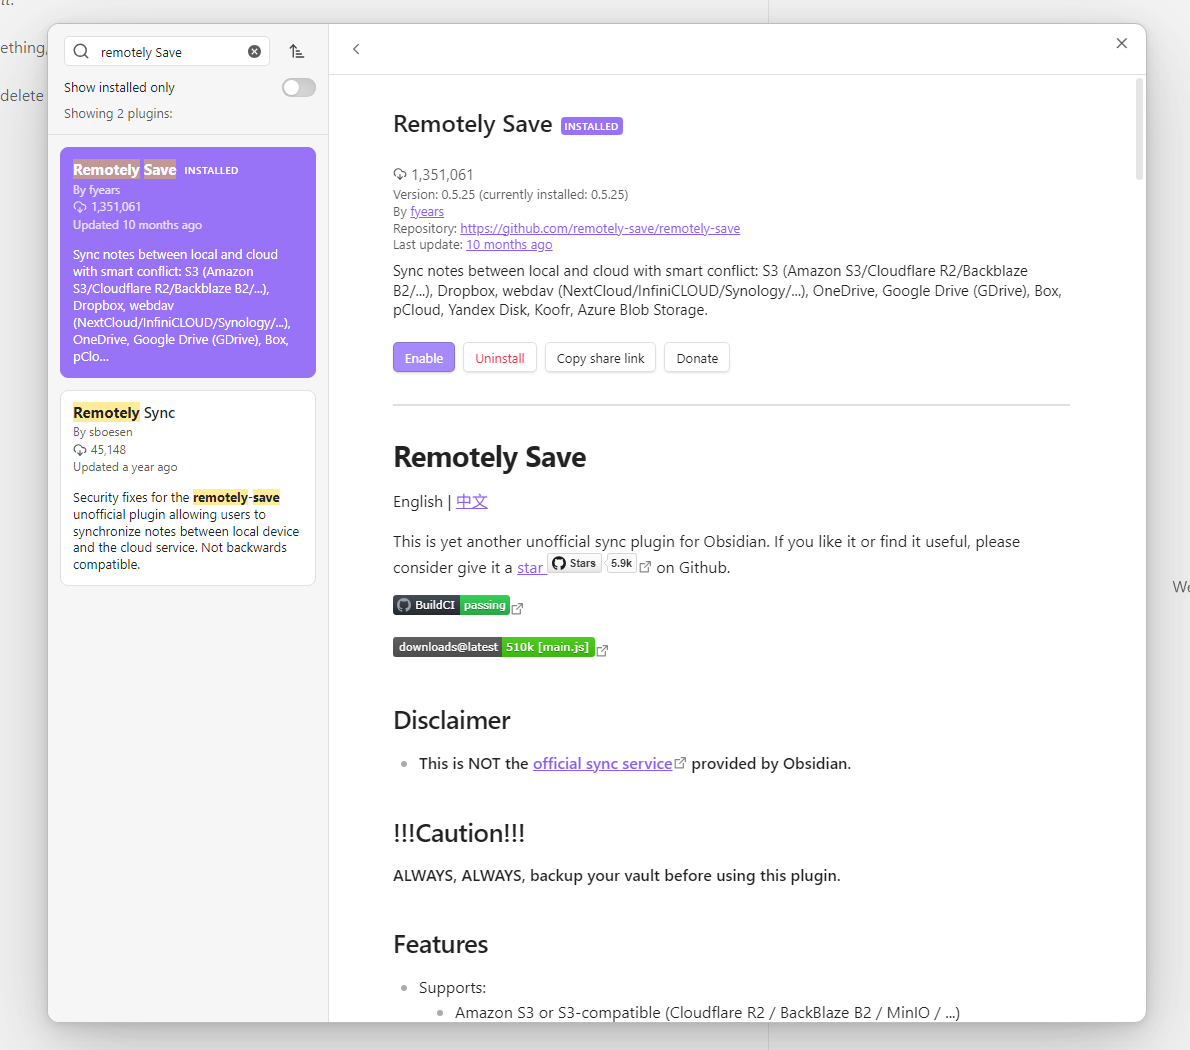 ething,
delete
remotely Save
Show installed only
Showing 2 plugins:
Remotely Save INSTALLED
By fyears
1,351,061
Updated 10 months ago
Sync notes between local and cloud
with smart conflict: S3 (Amazon
S3/Cloudflare R2/Backblaze B2/...),
Dropbox, webdav
(NextCloud/InfiniCLOUD/Synology/...),
OneDrive, Google Drive (GDrive), Box,
pClo...
Remotely Sync
By sboesen
45,148
Updated a year ago
Security fixes for the remotely-save
unofficial plugin allowing users to
synchronize notes between local device
and the cloud service. Not backwards
compatible.
Remotely Save INSTALLED
1,351,061
Version: 0.5.25 (currently installed: 0.5.25)
By fyears
Repository: https://github.com/remotely-save/remotely-save
Last update: 10 months ago
Sync notes between local and cloud with smart conflict: S3 (Amazon S3/Cloudflare R2/Backblaze
B2/...), Dropbox, webdav (NextCloud/InfiniCLOUD/Synology/...), OneDrive, Google Drive (GDrive), Box,
pCloud, Yandex Disk, Koofr, Azure Blob Storage.
Enable Uninstall Copy share link Donate
Remotely Save
English | 中文
This is yet another unofficial sync plugin for Obsidian. If you like it or find it useful, please
consider give it a star Stars 5.9k on Github.
BuildCI passing
downloads@latest 510k [main.js]
Disclaimer
This is NOT the official sync service provided by Obsidian.
!!!Caution!!!
ALWAYS, ALWAYS, backup your vault before using this plugin.
Features
Supports:
Amazon S3 or S3-compatible (Cloudflare R2 / BackBlaze B2 / MinIO / ...)
We